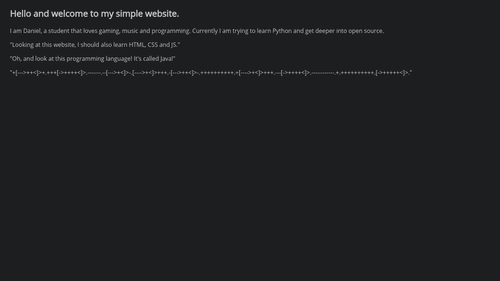 Hello and welcome to my simple website.
I am Daniel, a student that loves gaming, music and programming. Currently I am trying to learn Python and get deeper into open source.
"Looking at this website, I should also learn HTML, CSS and JS."
"Oh, and look at this programming language! It's called Java!"